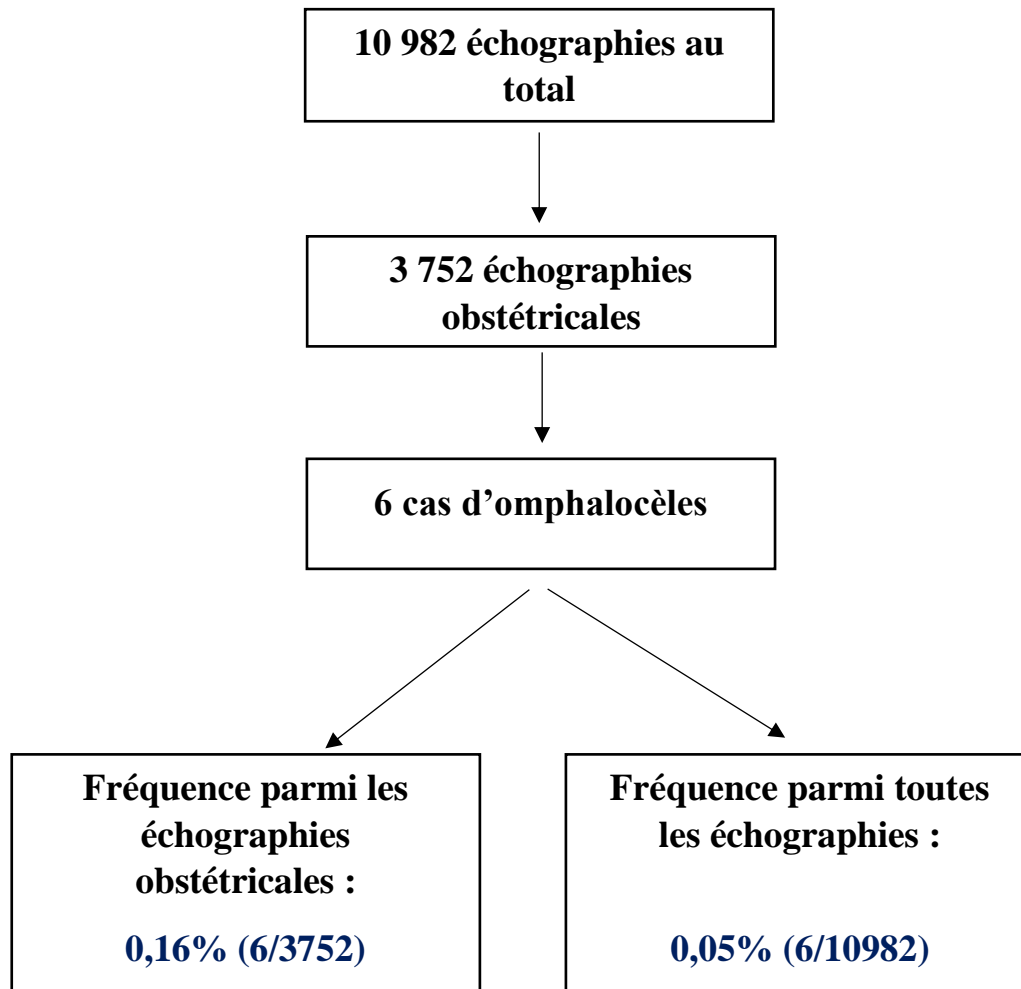 10 982 échographies au
total
3 752 échographies
obstétricales
6 cas d’omphalocèles
Fréquence parmi les
échographies
obstétricales :
0,16% (6/3752)
Fréquence parmi toutes
les échographies :
0,05% (6/10982)